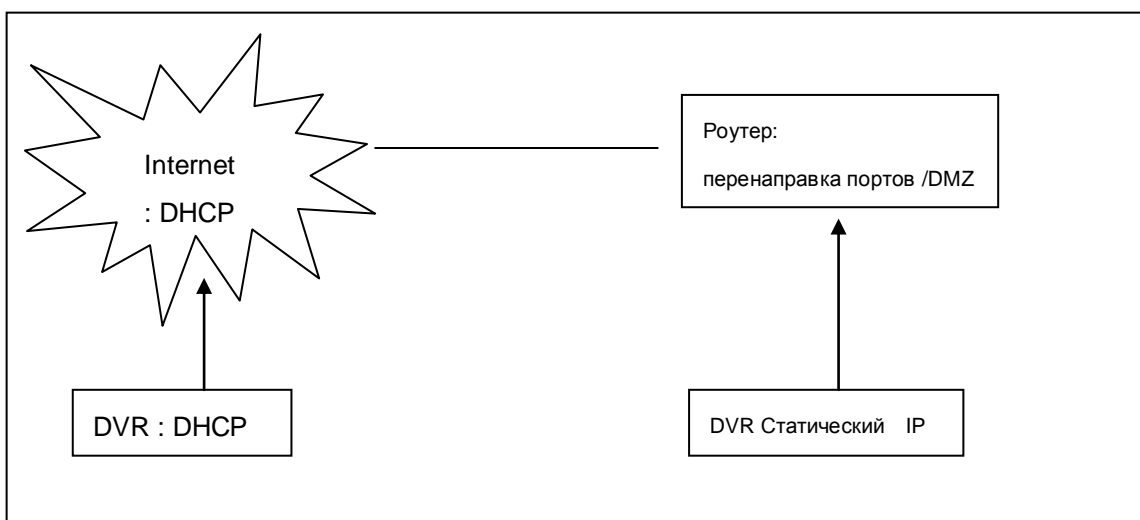 Internet
: DHCP
Роутер:
перенаправка портов /DMZ
DVR : DHCP
DVR Статический IP